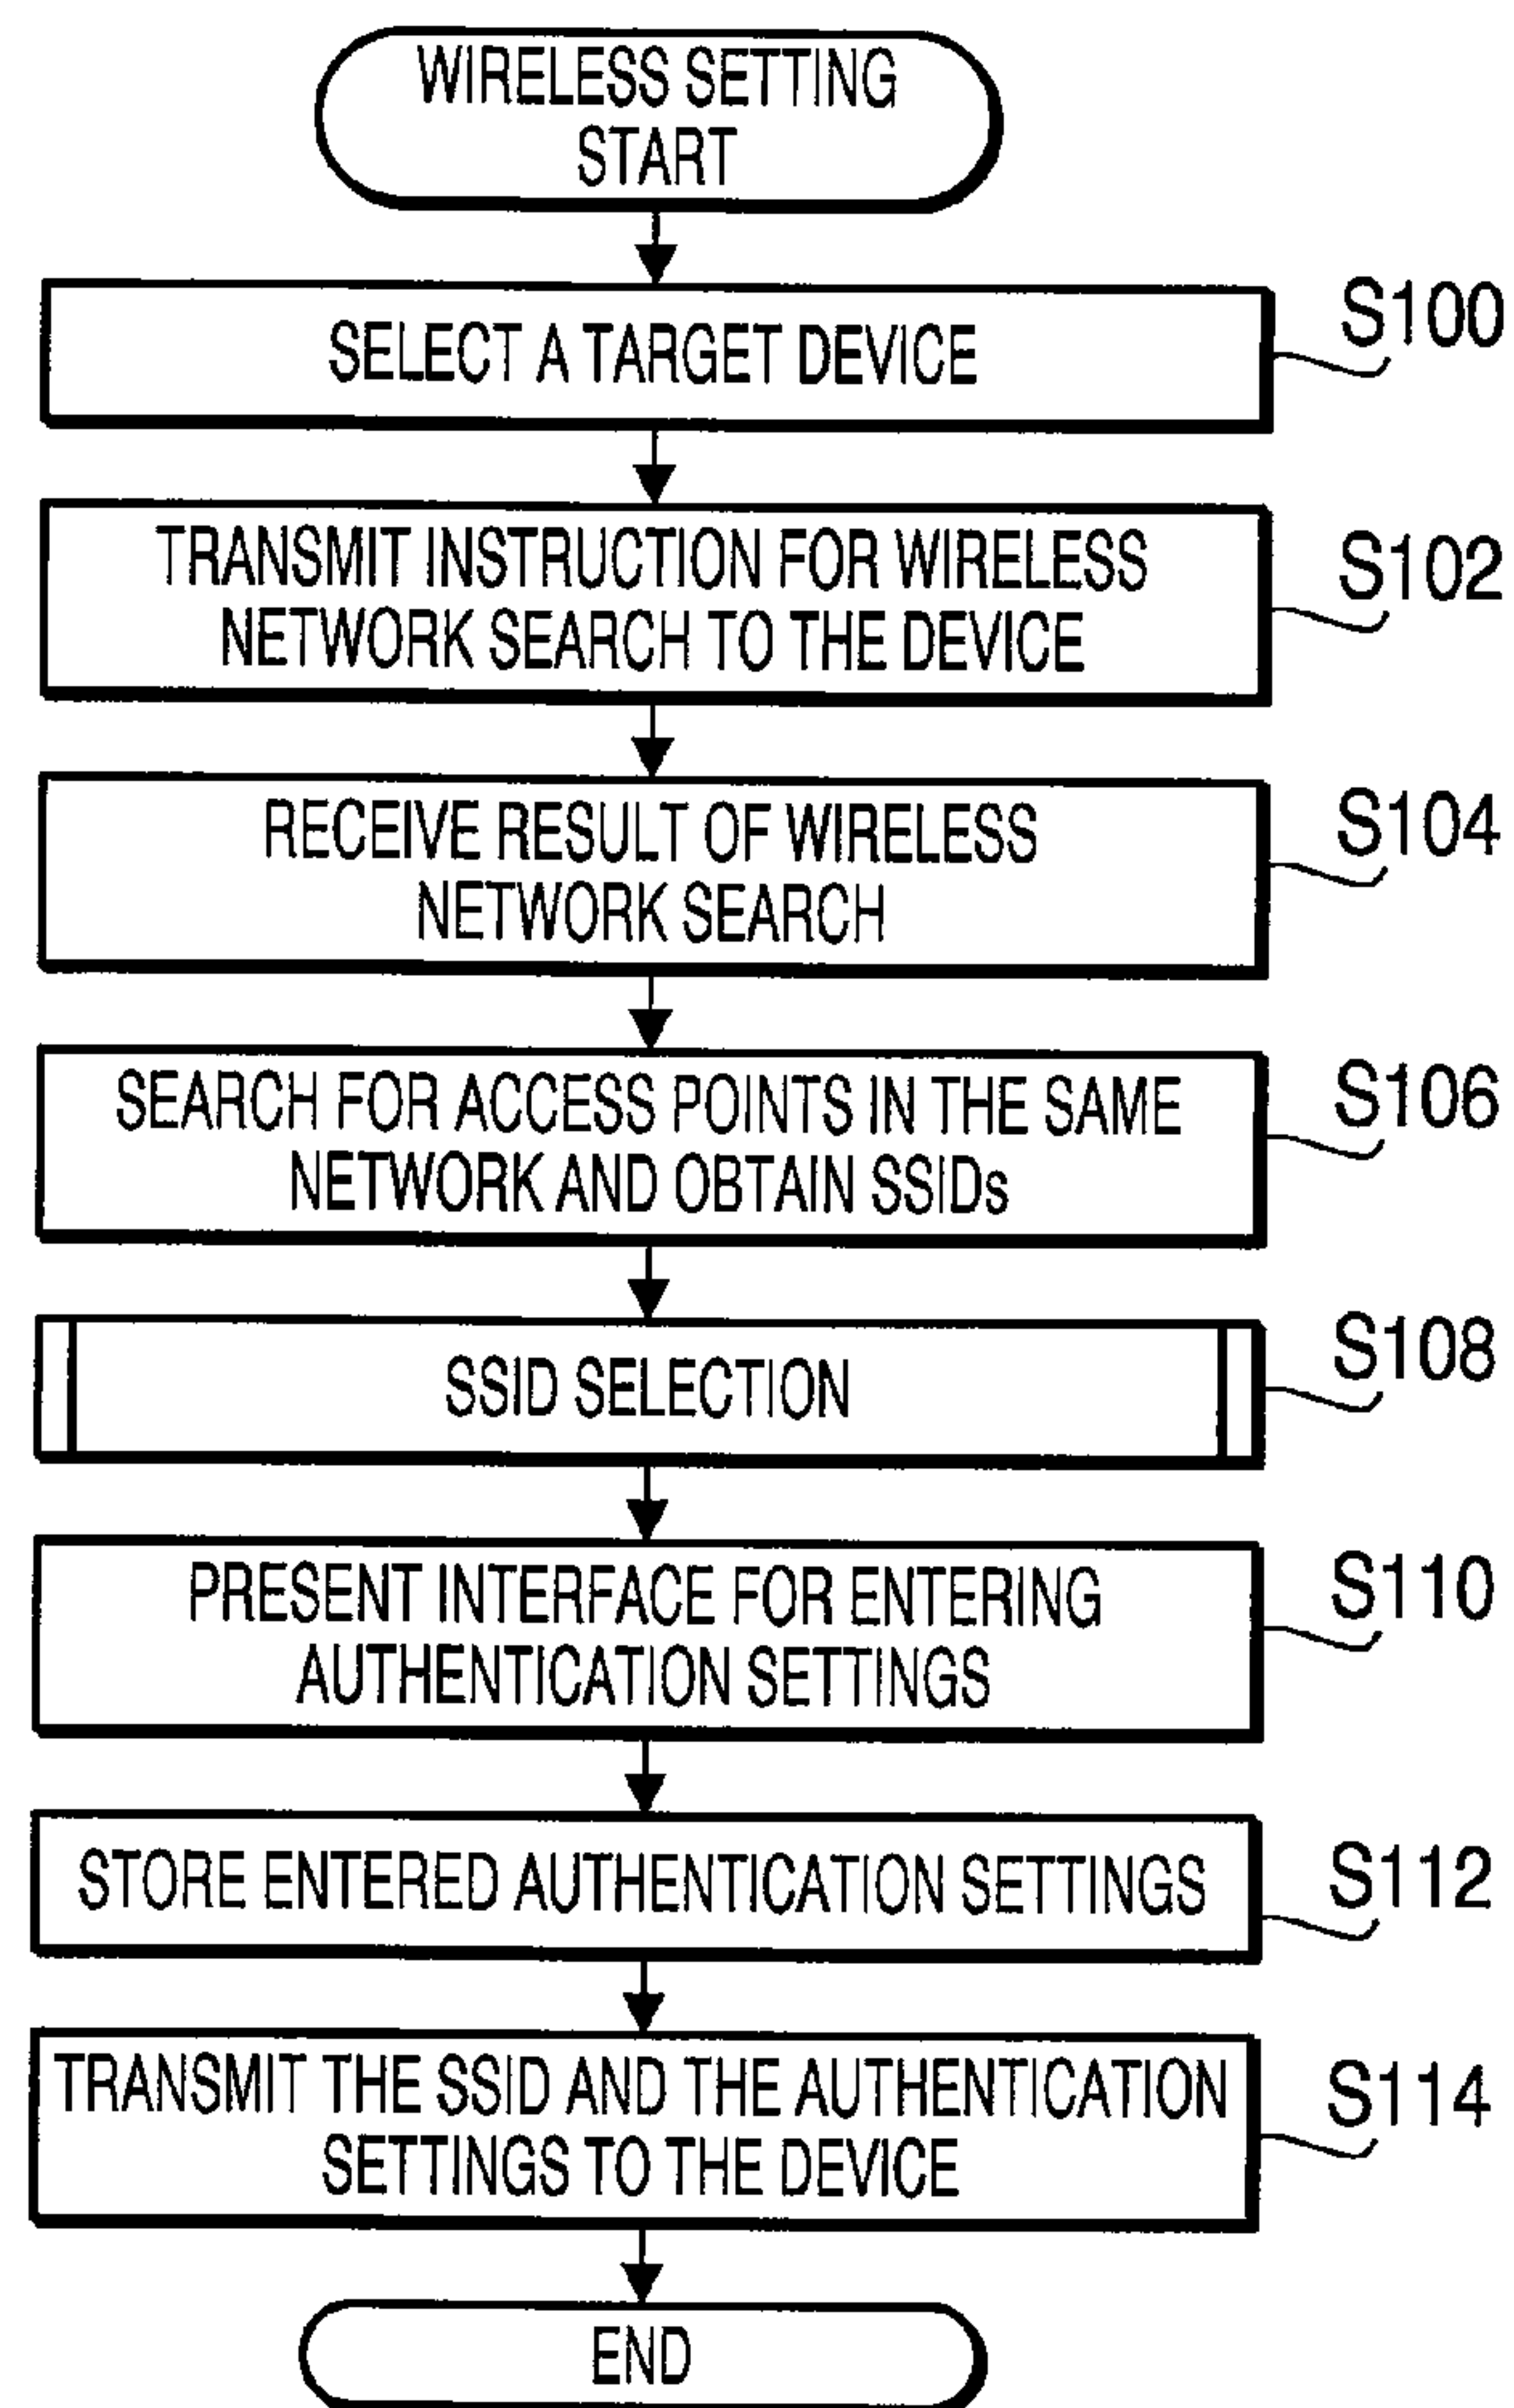 WIRELESS SETTING
START
SELECT A TARGET DEVICE
S100
TRANSMIT INSTRUCTION FOR WIRELESS
NETWORK SEARCH TO THE DEVICE
S102
RECEIVE RESULT OF WIRELESS
NETWORK SEARCH
S104
SEARCH FOR ACCESS POINTS IN THE SAME
NETWORK AND OBTAIN SSIDs
S106
SSID SELECTION
S108
PRESENT INTERFACE FOR ENTERING
AUTHENTICATION SETTINGS
S110
STORE ENTERED AUTHENTICATION SETTINGS
S112
TRANSMIT THE SSID AND THE AUTHENTICATION
SETTINGS TO THE DEVICE
S114
END